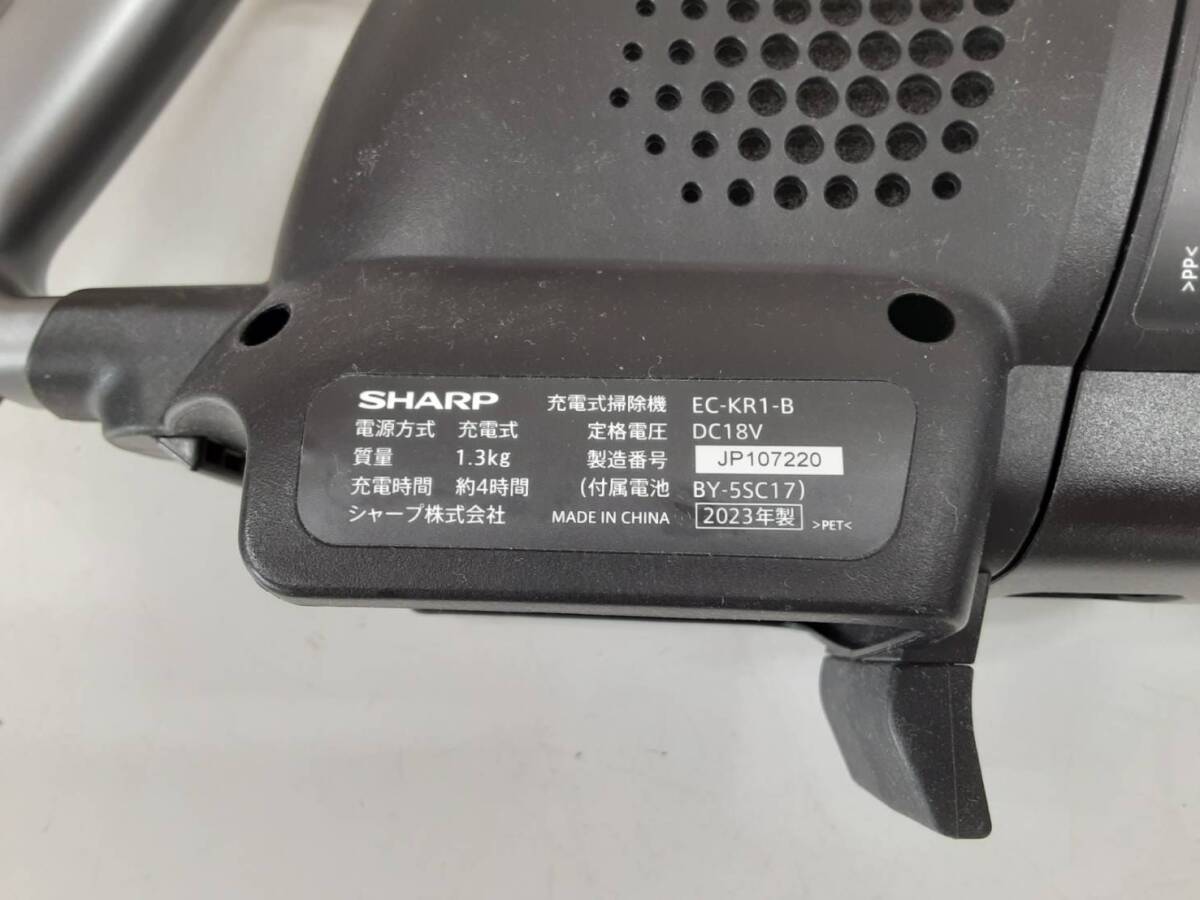 SHARP 充電式掃除機 EC-KR1-B
電源方式 充電式 定格電圧 DC18V
質量 1.3kg 製造番号 JP107220
充電時間 約4時間 (付属電池 BY-5SC17)
シャープ株式会社 MADE IN CHINA 2023年製 >PET<
>PP<